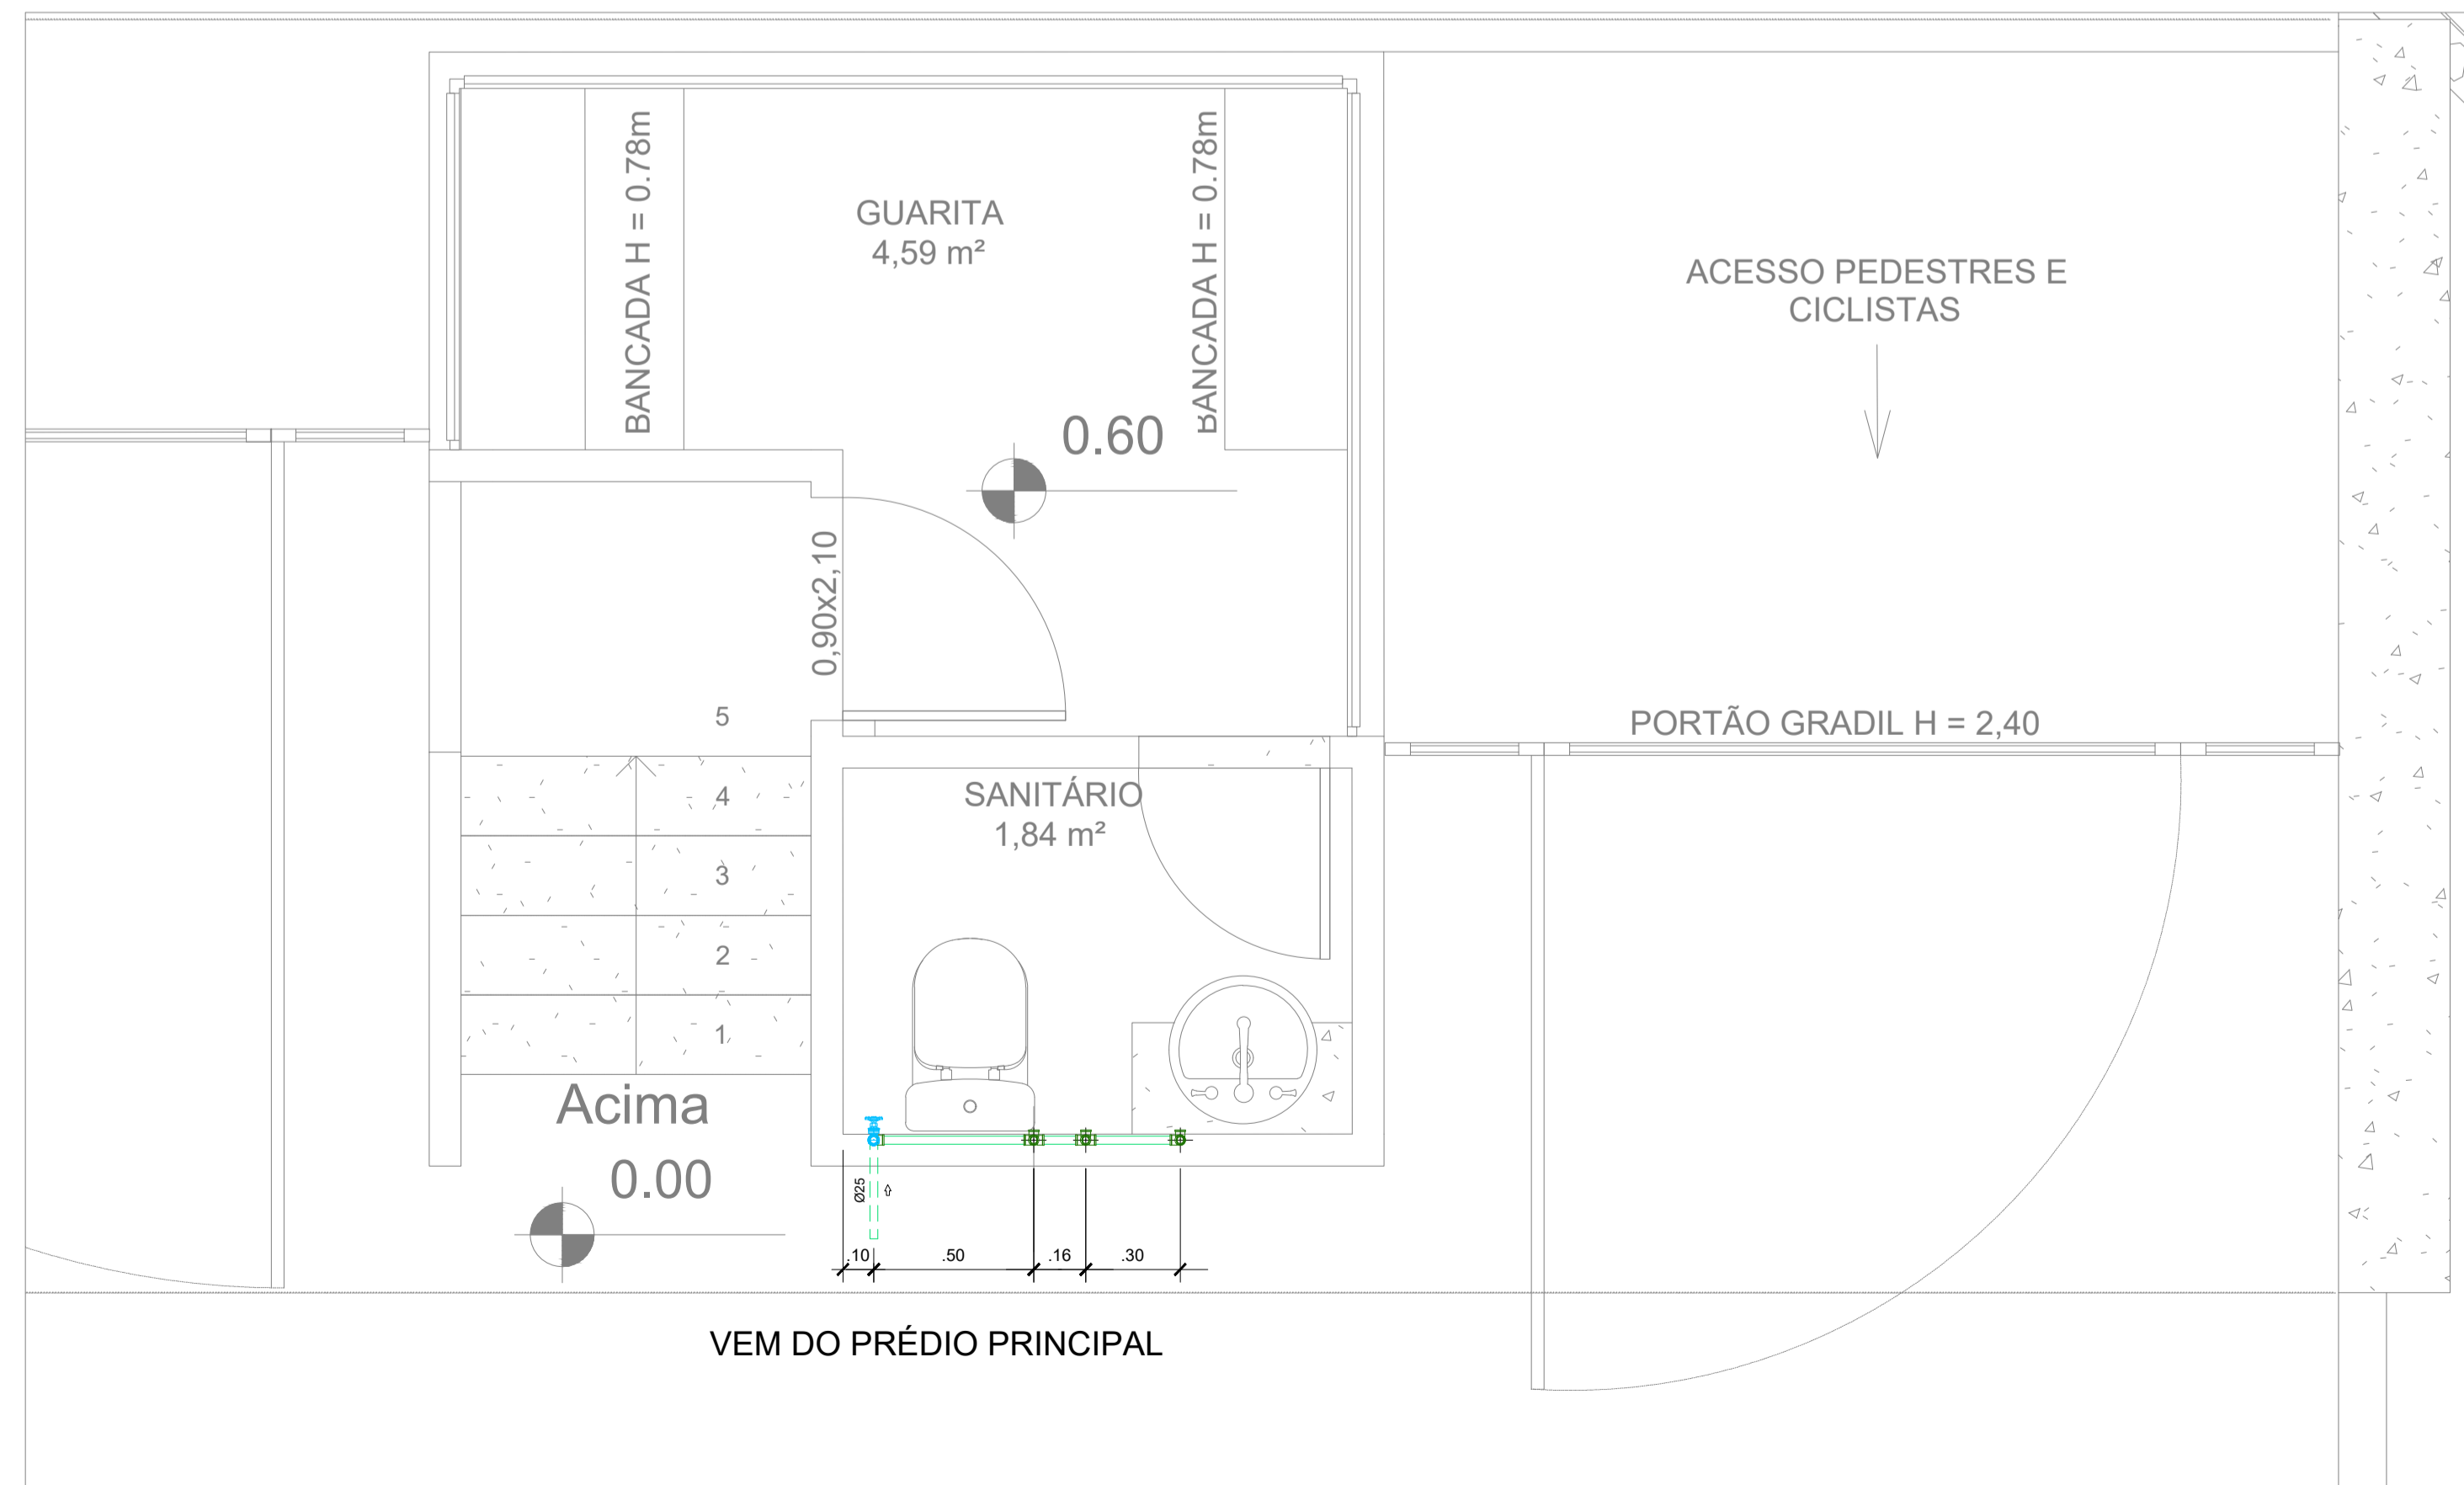 BANCADA H = 0.78m
GUARITA
4,59 m²
BANCADA H = 0.78m
ACESSO PEDESTRES E
CICLISTAS
0.60
0,90x2,10
5
PORTÃO GRADIL H = 2,40
SANITÁRIO
1,84 m²
4
3
2
1
Acima
0.00
Ø25
.10
.50
.16
.30
VEM DO PRÉDIO PRINCIPAL